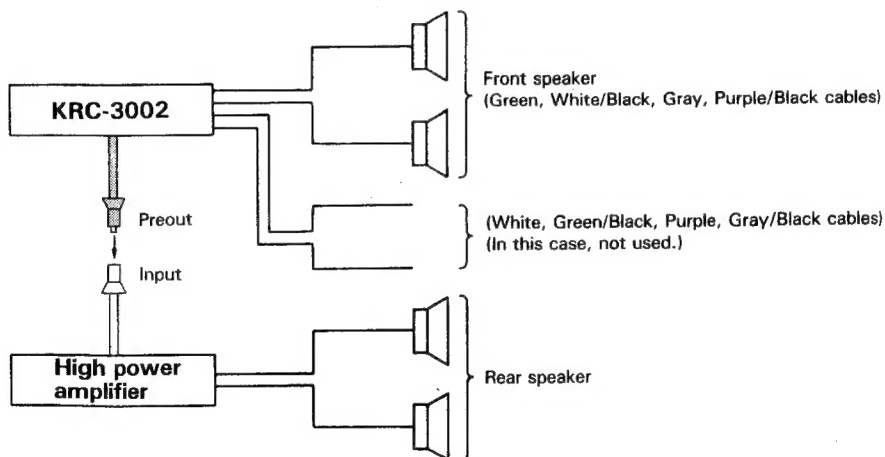 Front speaker
(Green, White/Black, Gray, Purple/Black cables)
KRC-3002
Preout
(White, Green/Black, Purple, Gray/Black cables)
(In this case, not used.)
Input
High power
amplifier
Rear speaker